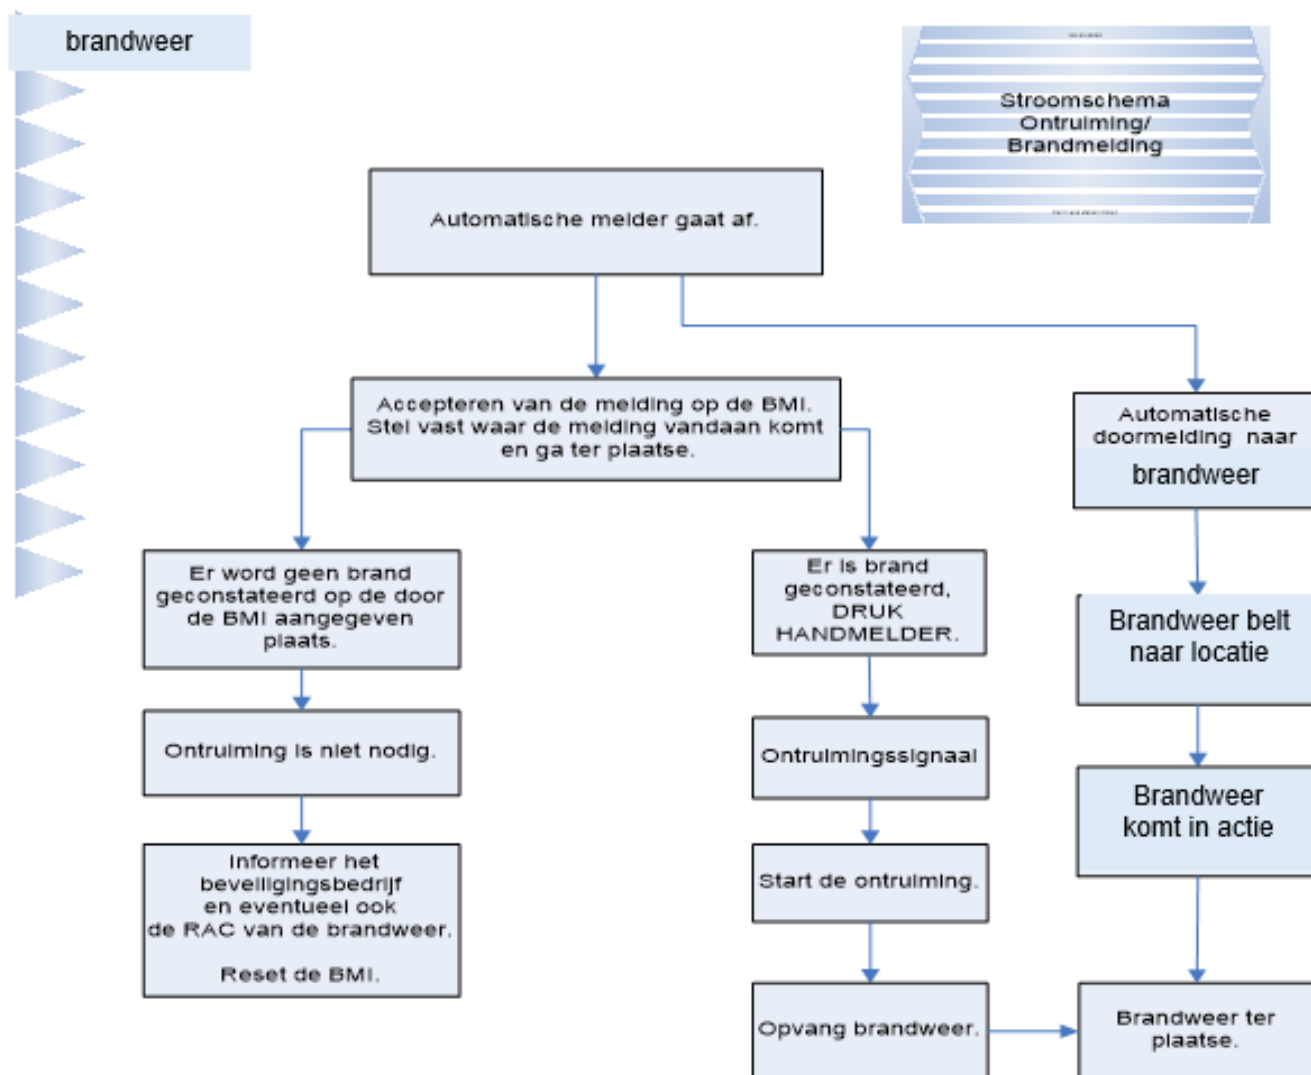 brandweer
Stroomschema
Ontruiming/
Brandmelding
Automatische melder gaat af.
Accepteren van de melding op de BMI.
Stel vast waar de melding vandaan komt
en ga ter plaatse.
Automatische
doormelding naar
brandweer
Er word geen brand
geconstateerd op de door
de BMI aangegeven
plaats.
Er is brand
geconstateerd,
DRUK
HANDMELDER.
Brandweer belt
naar locatie
Ontruiming is niet nodig.
Ontruimingssignaal
Brandweer
komt in actie
Informeer het
beveiligingsbedrijf
en eventueel ook
de RAC van de brandweer.
Reset de BMI.
Start de ontruiming.
Opvang brandweer.
Brandweer ter
plaatse.